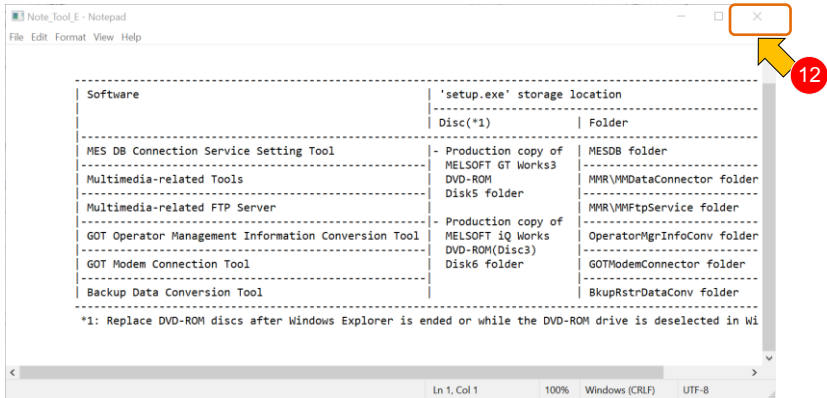 Note_Tool_E - Notepad
File Edit Format View Help
Software | 'setup.exe' storage location
Disc(*1) | Folder
MES DB Connection Service Setting Tool |- Production copy of | MESDB folder
MELSOFT GT Works3
Multimedia-related Tools | DVD-ROM | MMR\MMDataConnector folder
Disk5 folder
Multimedia-related FTP Server | MMR\MMFtpService folder
- Production copy of
GOT Operator Management Information Conversion Tool | MELSOFT iQ Works | OperatorMgrInfoConv folder
DVD-ROM(Disc3)
GOT Modem Connection Tool | Disk6 folder | GOTModemConnector folder
Backup Data Conversion Tool | BkupRstrDataConv folder
*1: Replace DVD-ROM discs after Windows Explorer is ended or while the DVD-ROM drive is deselected in Wi
Ln 1, Col 1 100% Windows (CRLF) UTF-8
12